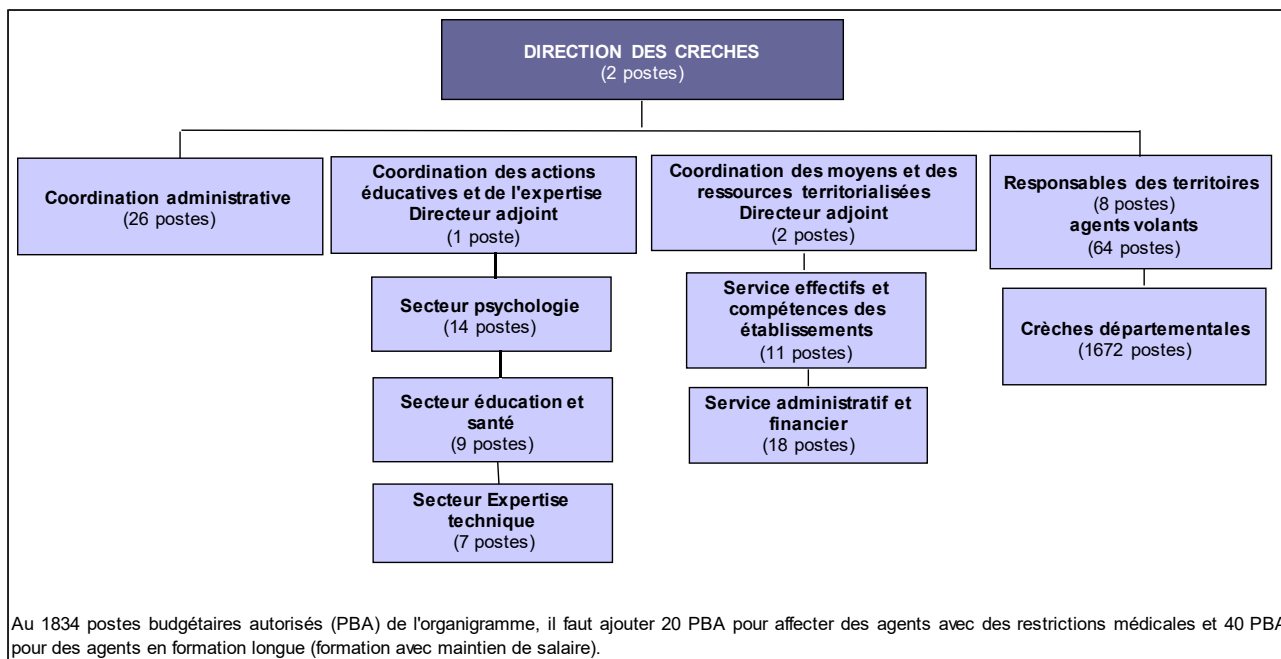 DIRECTION DES CRECHES
(2 postes)
Coordination administrative
(26 postes)
Coordination des actions
éducatives et de l'expertise
Directeur adjoint
(1 poste)
Secteur psychologie
(14 postes)
Secteur éducation et
santé
(9 postes)
Secteur Expertise
technique
(7 postes)
Coordination des moyens et des
ressources territorialisées
Directeur adjoint
(2 postes)
Service effectifs et
compétences des
établissements
(11 postes)
Service administratif et
financier
(18 postes)
Responsables des territoires
(8 postes)
agents volants
(64 postes)
Crèches départementales
(1672 postes)
Au 1834 postes budgétaires autorisés (PBA) de l'organigramme, il faut ajouter 20 PBA pour affecter des agents avec des restrictions médicales et 40 PBA
pour des agents en formation longue (formation avec maintien de salaire).